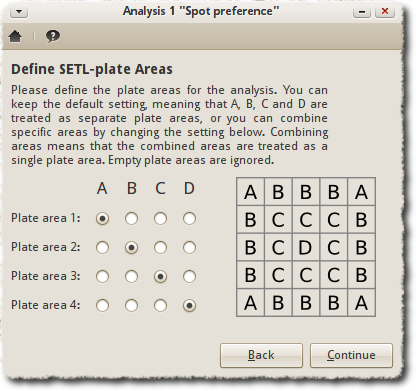 Analysis 1 "Spot preference"
Define SETL-plate Areas
Please define the plate areas for the analysis. You can
keep the default setting, meaning that A, B, C and D are
treated as separate plate areas, or you can combine
specific areas by changing the setting below. Combining
areas means that the combined areas are treated as a
single plate area. Empty plate areas are ignored.
A B C D
Plate area 1:
Plate area 2:
Plate area 3:
Plate area 4:
A B B B A
B C C C B
B C D C B
B C C C B
A B B B A
Back Continue